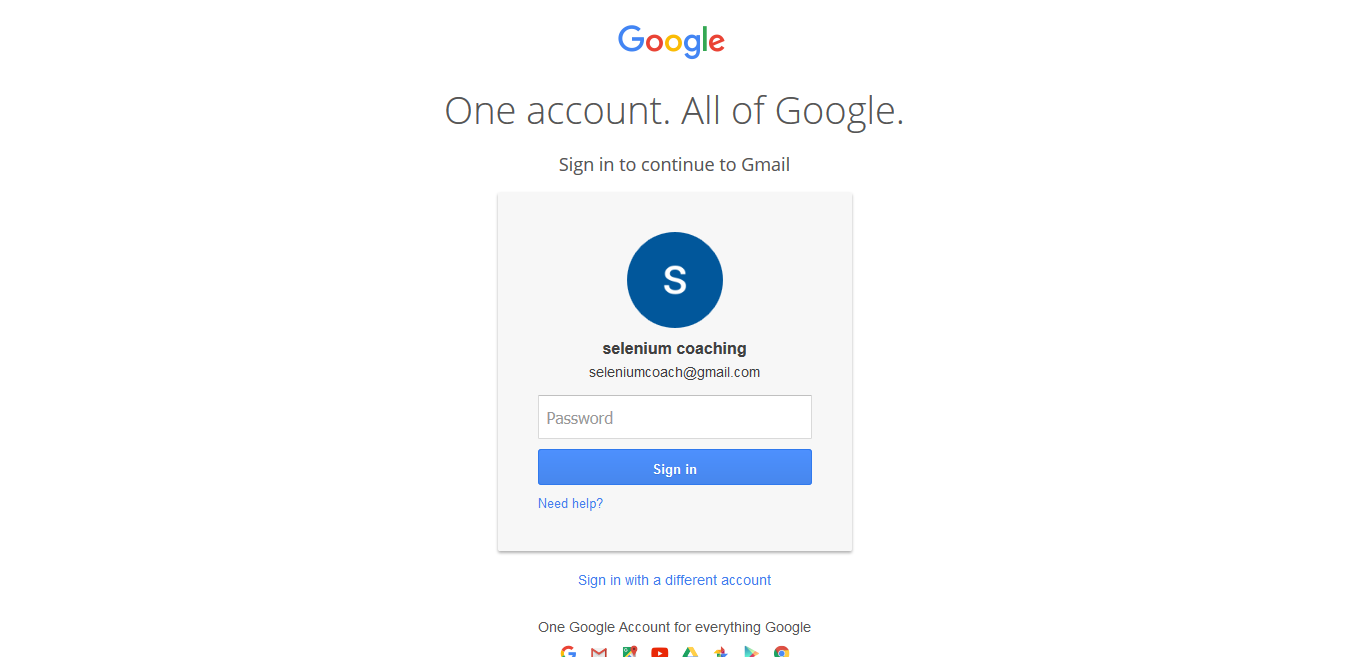 Google
One account. All of Google.
Sign in to continue to Gmail
S
selenium coaching
seleniumcoach@gmail.com
Password
Sign in
Need help?
Sign in with a different account
One Google Account for everything Google